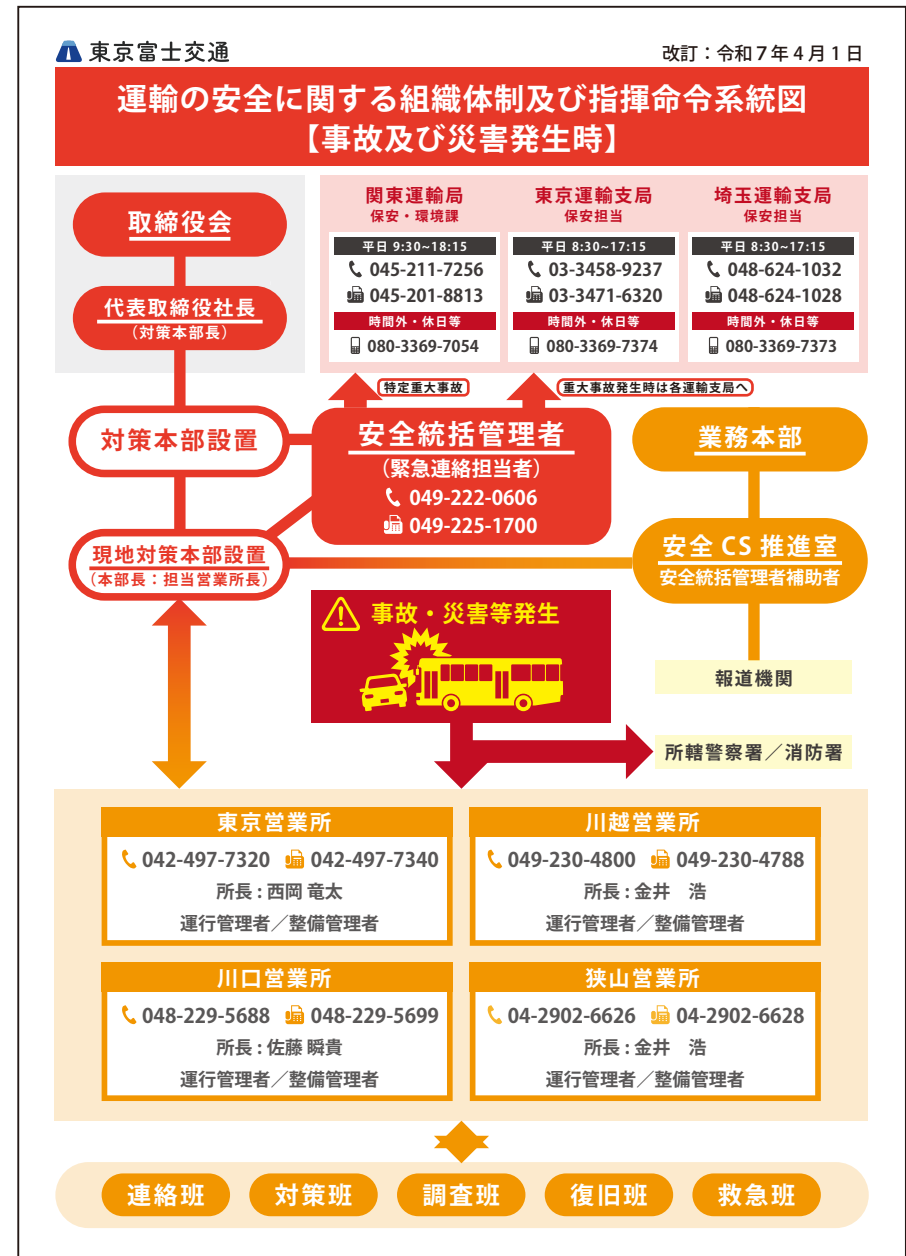 東京富士交通
改訂：令和７年４月１日
運輸の安全に関する組織体制及び指揮命令系統図
【事故及び災害発生時】
取締役会
代表取締役社長
（対策本部長）
関東運輸局
保安・環境課
平日 9:30~18:15
045-211-7256
045-201-8813
時間外・休日等
080-3369-7054
東京運輸支局
保安担当
平日 8:30~17:15
03-3458-9237
03-3471-6320
時間外・休日等
080-3369-7374
埼玉運輸支局
保安担当
平日 8:30~17:15
048-624-1032
048-624-1028
時間外・休日等
080-3369-7373
特定重大事故
重大事故発生時は各運輸支局へ
対策本部設置
安全統括管理者
（緊急連絡担当者）
049-222-0606
049-225-1700
業務本部
現地対策本部設置
（本部長：担当営業所長）
安全 CS 推進室
安全統括管理者補助者
事故・災害等発生
報道機関
所轄警察署／消防署
東京営業所
042-497-7320 042-497-7340
所長 : 西岡 竜太
運行管理者／整備管理者
川越営業所
049-230-4800 049-230-4788
所長 : 金井　浩
運行管理者／整備管理者
川口営業所
048-229-5688 048-229-5699
所長 : 佐藤 瞬貴
運行管理者／整備管理者
狭山営業所
04-2902-6626 04-2902-6628
所長 : 金井　浩
運行管理者／整備管理者
連絡班 対策班 調査班 復旧班 救急班